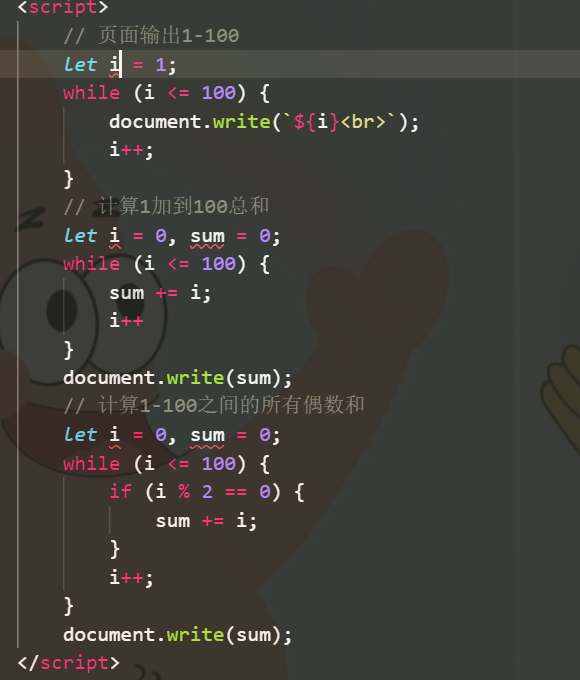 <script>
// 页面输出1-100
let i = 1;
while (i <= 100) {
document.write(`${i}<br>`);
i++;
}
// 计算1加到100总和
let i = 0, sum = 0;
while (i <= 100) {
sum += i;
i++
}
document.write(sum);
// 计算1-100之间的所有偶数和
let i = 0, sum = 0;
while (i <= 100) {
if (i % 2 == 0) {
sum += i;
}
i++;
}
document.write(sum);
</script>